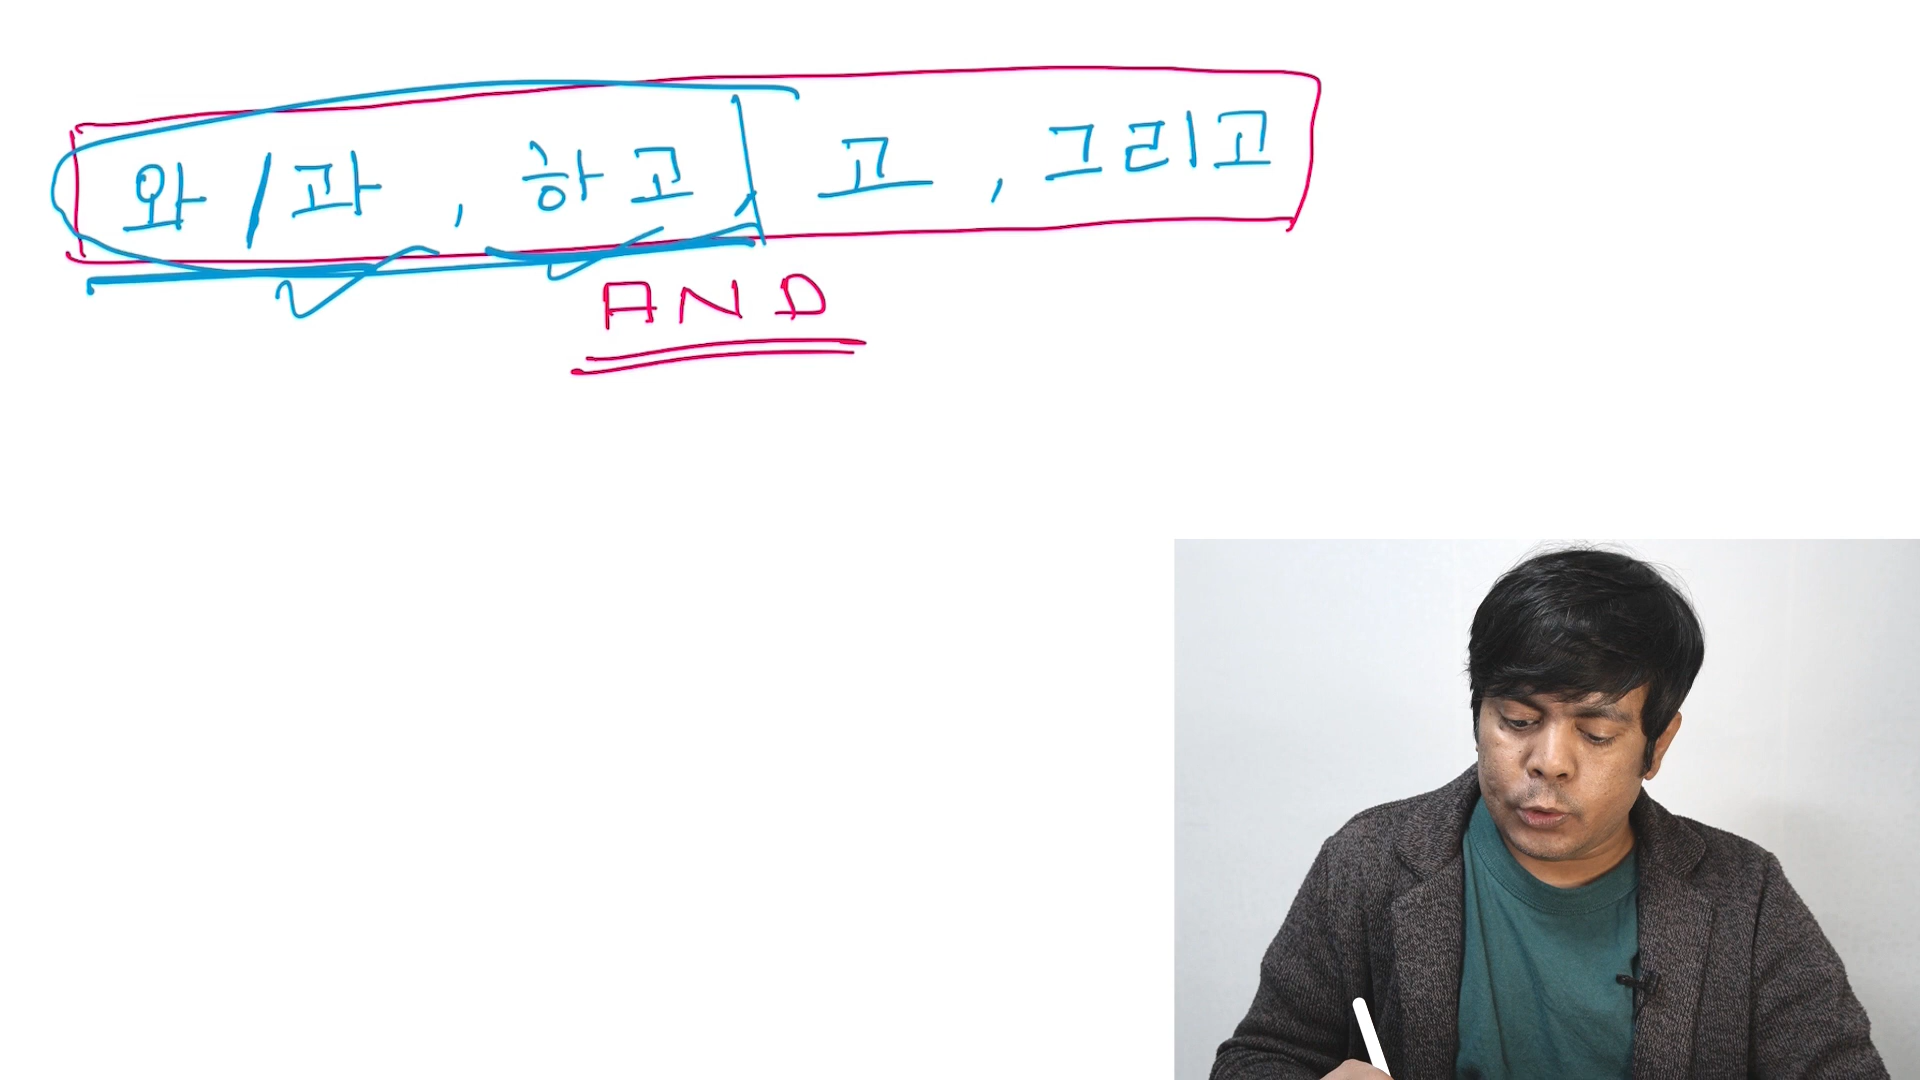 와 / 과 , 하고 , 고 , 그리고
AND